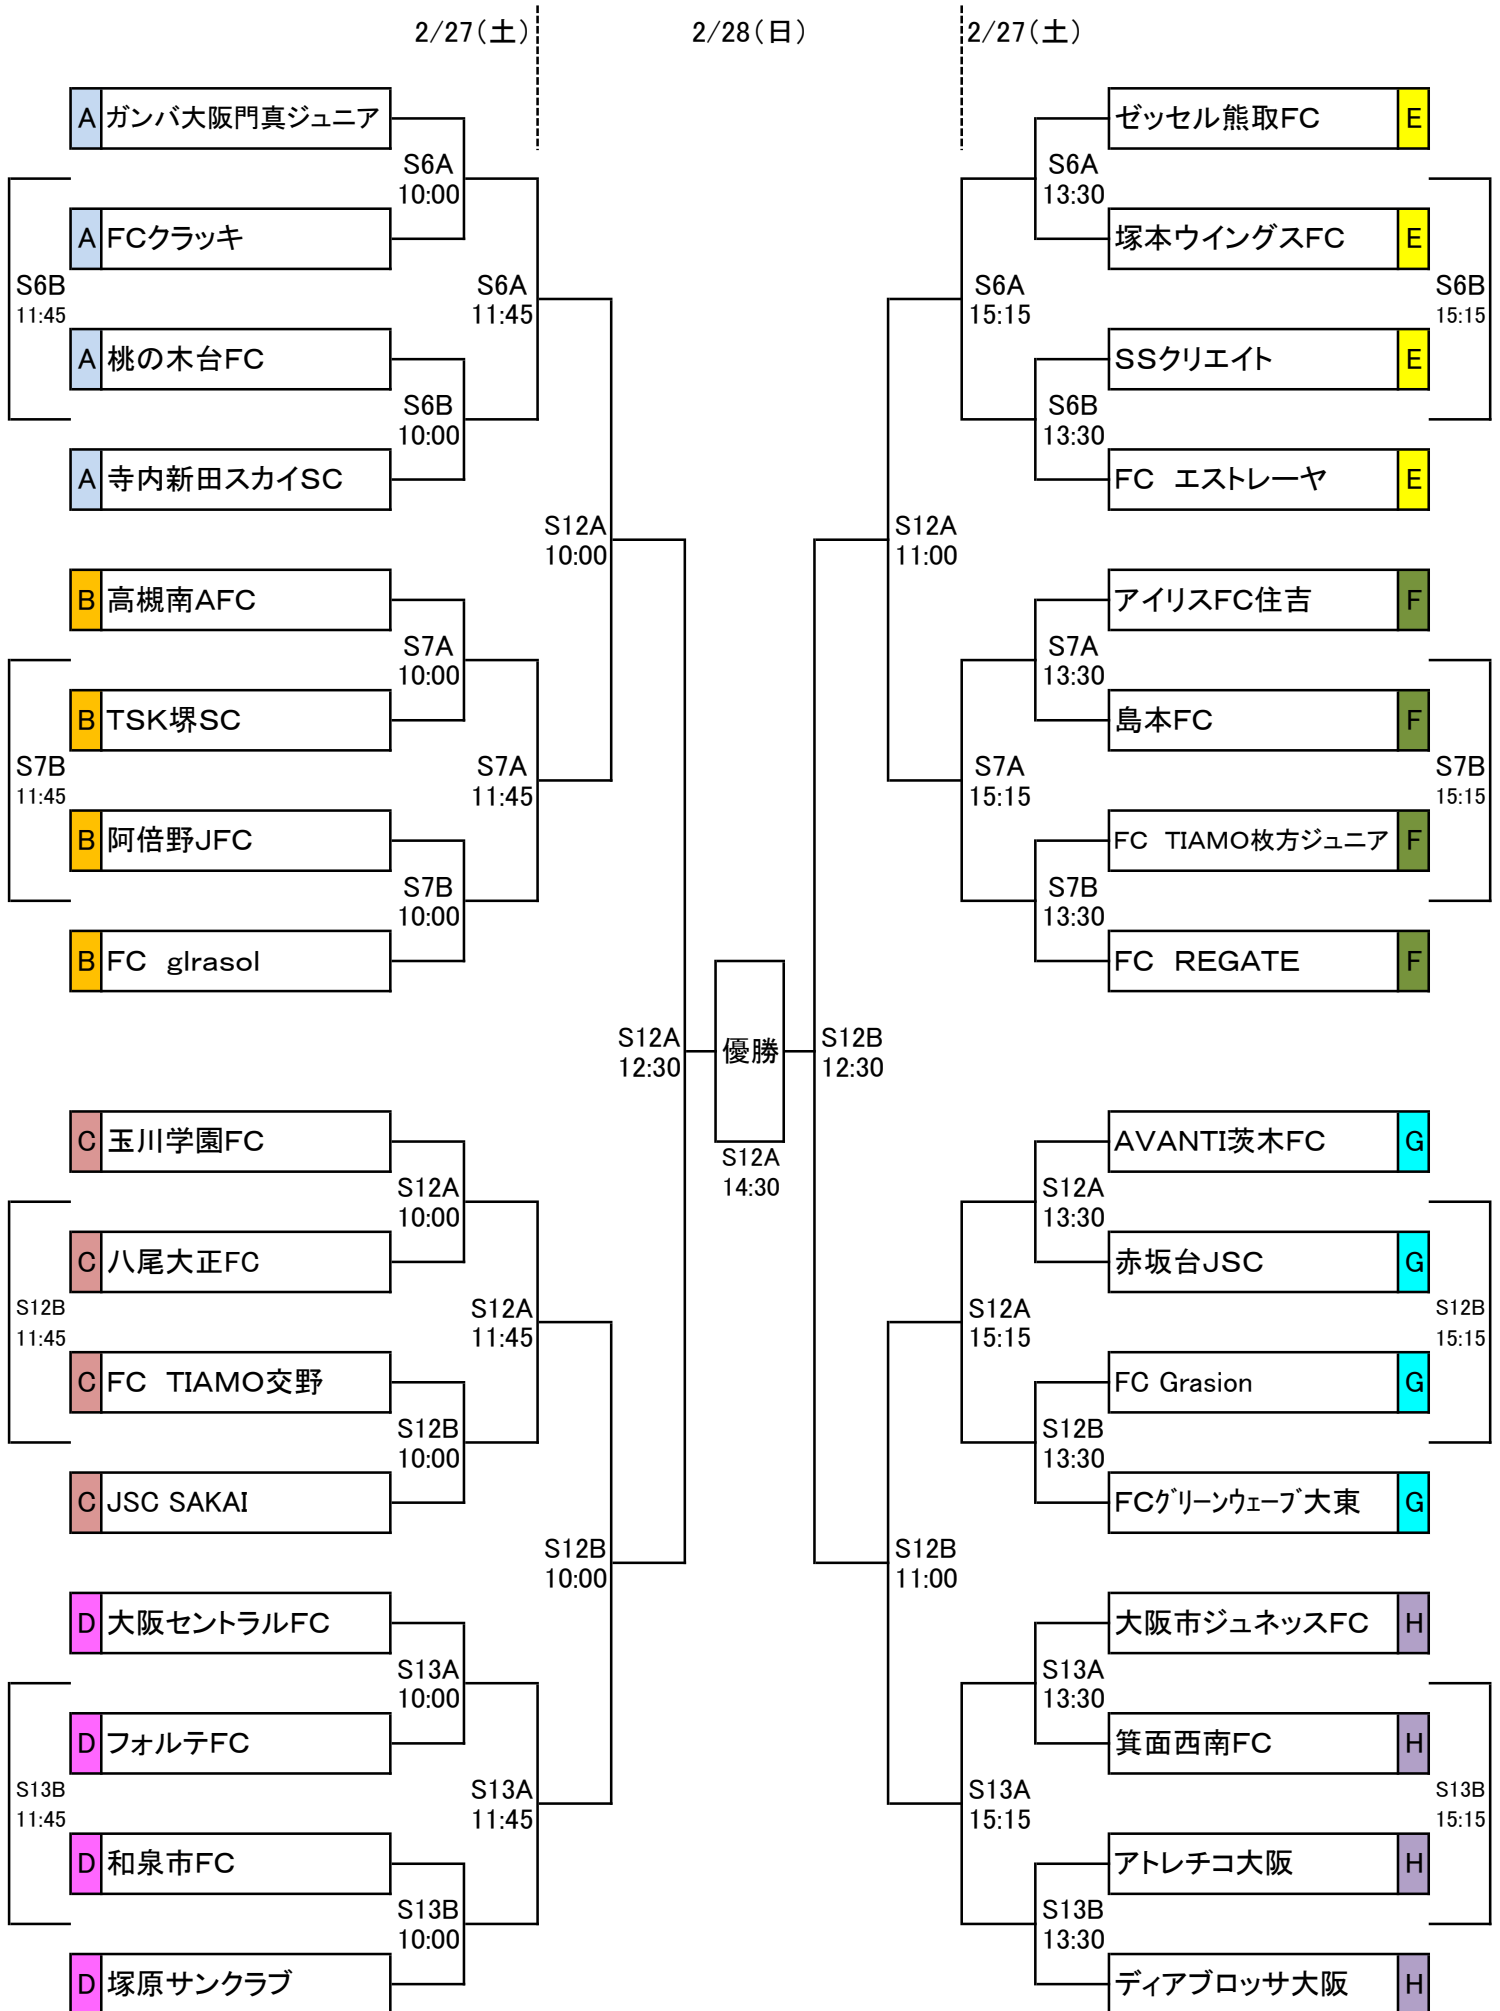 2/27(土)
2/28(日)
2/27(土)
A ガンバ大阪門真ジュニア
S6A
10:00
A FCクラッキ
S6B
11:45
S6A
11:45
A 桃の木台FC
S6B
10:00
A 寺内新田スカイSC
S12A
10:00
B 高槻南AFC
S7A
10:00
B TSK堺SC
S7B
11:45
S7A
11:45
B 阿倍野JFC
S7B
10:00
B FC gIrasol
S12A
12:30
優勝
S12A
14:30
C 玉川学園FC
S12A
10:00
C 八尾大正FC
S12B
11:45
S12A
11:45
C FC TIAMO交野
S12B
10:00
C JSC SAKAI
S12B
10:00
D 大阪セントラルFC
S13A
10:00
D フォルテFC
S13B
11:45
S13A
11:45
D 和泉市FC
S13B
10:00
D 塚原サンクラブ
ゼッセル熊取FC E
S6A
13:30
塚本ウイングスFC E
S6A
15:15
S6B
15:15
SSクリエイト E
S6B
13:30
FC エストレーヤ E
S12A
11:00
アイリスFC住吉 F
S7A
13:30
島本FC F
S7A
15:15
S7B
15:15
FC TIAMO枚方ジュニア F
S7B
13:30
FC REGATE F
S12B
12:30
AVANTI茨木FC G
S12A
13:30
赤坂台JSC G
S12A
15:15
S12B
15:15
FC Grasion G
S12B
13:30
FCグリーンウェーブ大東 G
S12B
11:00
大阪市ジュネッスFC H
S13A
13:30
箕面西南FC H
S13A
15:15
S13B
15:15
アトレチコ大阪 H
S13B
13:30
ディアブロッサ大阪 H